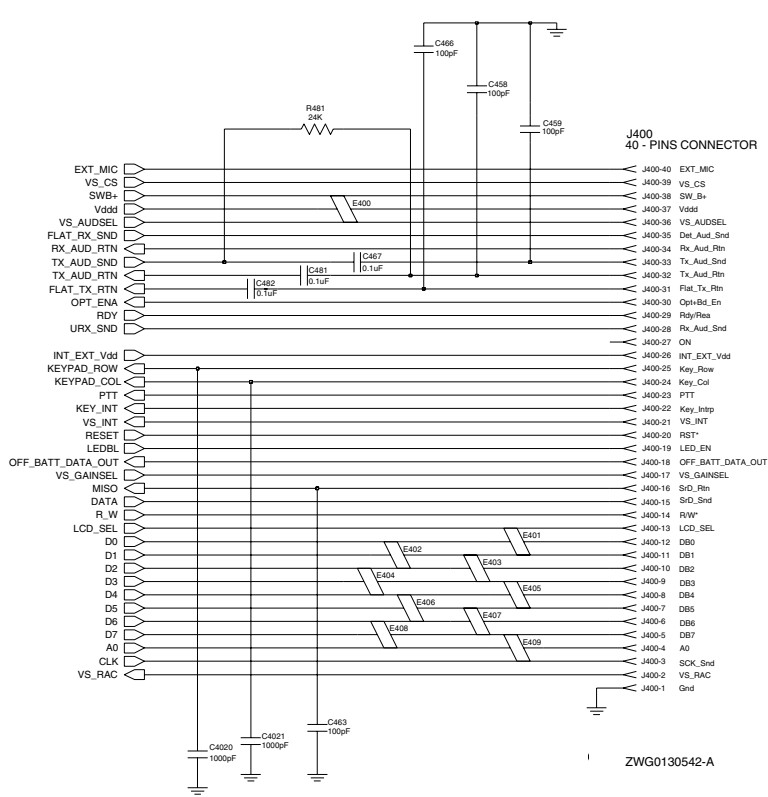 C466
100pF
C458
100pF
R481
24K
C459
100pF
J400
40 - PINS CONNECTOR
EXT_MIC J400-40 EXT_MIC
VS_CS J400-39 VS_CS
SWB+ J400-38 SW_B+
E400
Vddd J400-37 Vddd
VS_AUDSEL J400-36 VS_AUDSEL
FLAT_RX_SND J400-35 Det_Aud_Snd
RX_AUD_RTN J400-34 Rx_Aud_Rtn
C467
TX_AUD_SND J400-33 Tx_Aud_Snd
0.1uF
C481
TX_AUD_RTN J400-32 Tx_Aud_Rtn
0.1uF
C482
FLAT_TX_RTN J400-31 Flat_Tx_Rtn
0.1uF
OPT_ENA J400-30 Opt+Bd_En
RDY J400-29 Rdy/Rea
URX_SND J400-28 Rx_Aud_Snd
J400-27 ON
INT_EXT_Vdd J400-26 INT_EXT_Vdd
KEYPAD_ROW J400-25 Key_Row
KEYPAD_COL J400-24 Key_Col
PTT J400-23 PTT
KEY_INT J400-22 Key_Intrp
VS_INT J400-21 VS_INT
RESET J400-20 RST*
LEDBL J400-19 LED_EN
OFF_BATT_DATA_OUT J400-18 OFF_BATT_DATA_OUT
VS_GAINSEL J400-17 VS_GAINSEL
MISO J400-16 SrD_Rtn
DATA J400-15 SrD_Snd
R_W J400-14 R/W*
LCD_SEL J400-13 LCD_SEL
E401
D0 J400-12 DB0
E402
D1 J400-11 DB1
E403
D2 J400-10 DB2
E404
D3 J400-9 DB3
E405
D4 J400-8 DB4
E406
D5 J400-7 DB5
E407
D6 J400-6 DB6
E408
D7 J400-5 DB7
E409
A0 J400-4 A0
CLK J400-3 SCK_Snd
VS_RAC J400-2 VS_RAC
J400-1 Gnd
C463
100pF
C4021
1000pF
C4020
1000pF
ZWG0130542-A